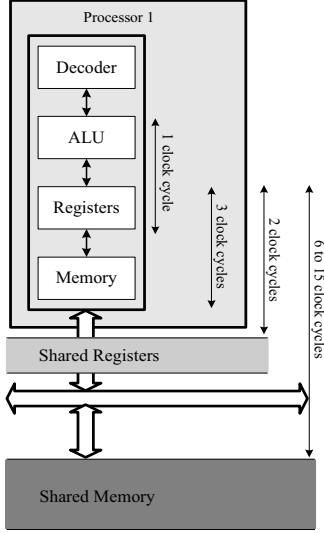 Processor 1
Decoder
ALU
Registers
Memory
1 clock
cycle
3 clock cycles
2 clock
cycles
6 to 15 clock cycles
Shared Registers
Shared Memory